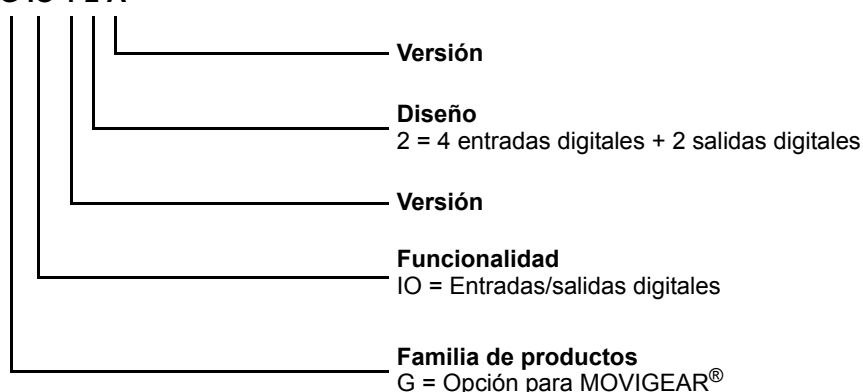 Versión
Diseño
2 = 4 entradas digitales + 2 salidas digitales
Versión
Funcionalidad
IO = Entradas/salidas digitales
Familia de productos
G = Opción para MOVIGEAR®